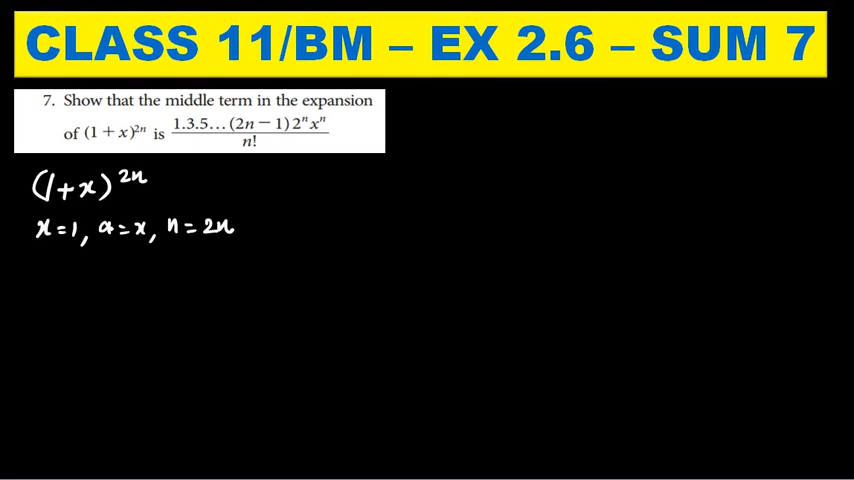 CLASS 11/BM – EX 2.6 – SUM 7
7. Show that the middle term in the expansion
of (1 + x)²ⁿ is 1.3.5…(2n − 1) 2ⁿxⁿ / n!
(1+x)²ⁿ
x=1, a=x, n=2n